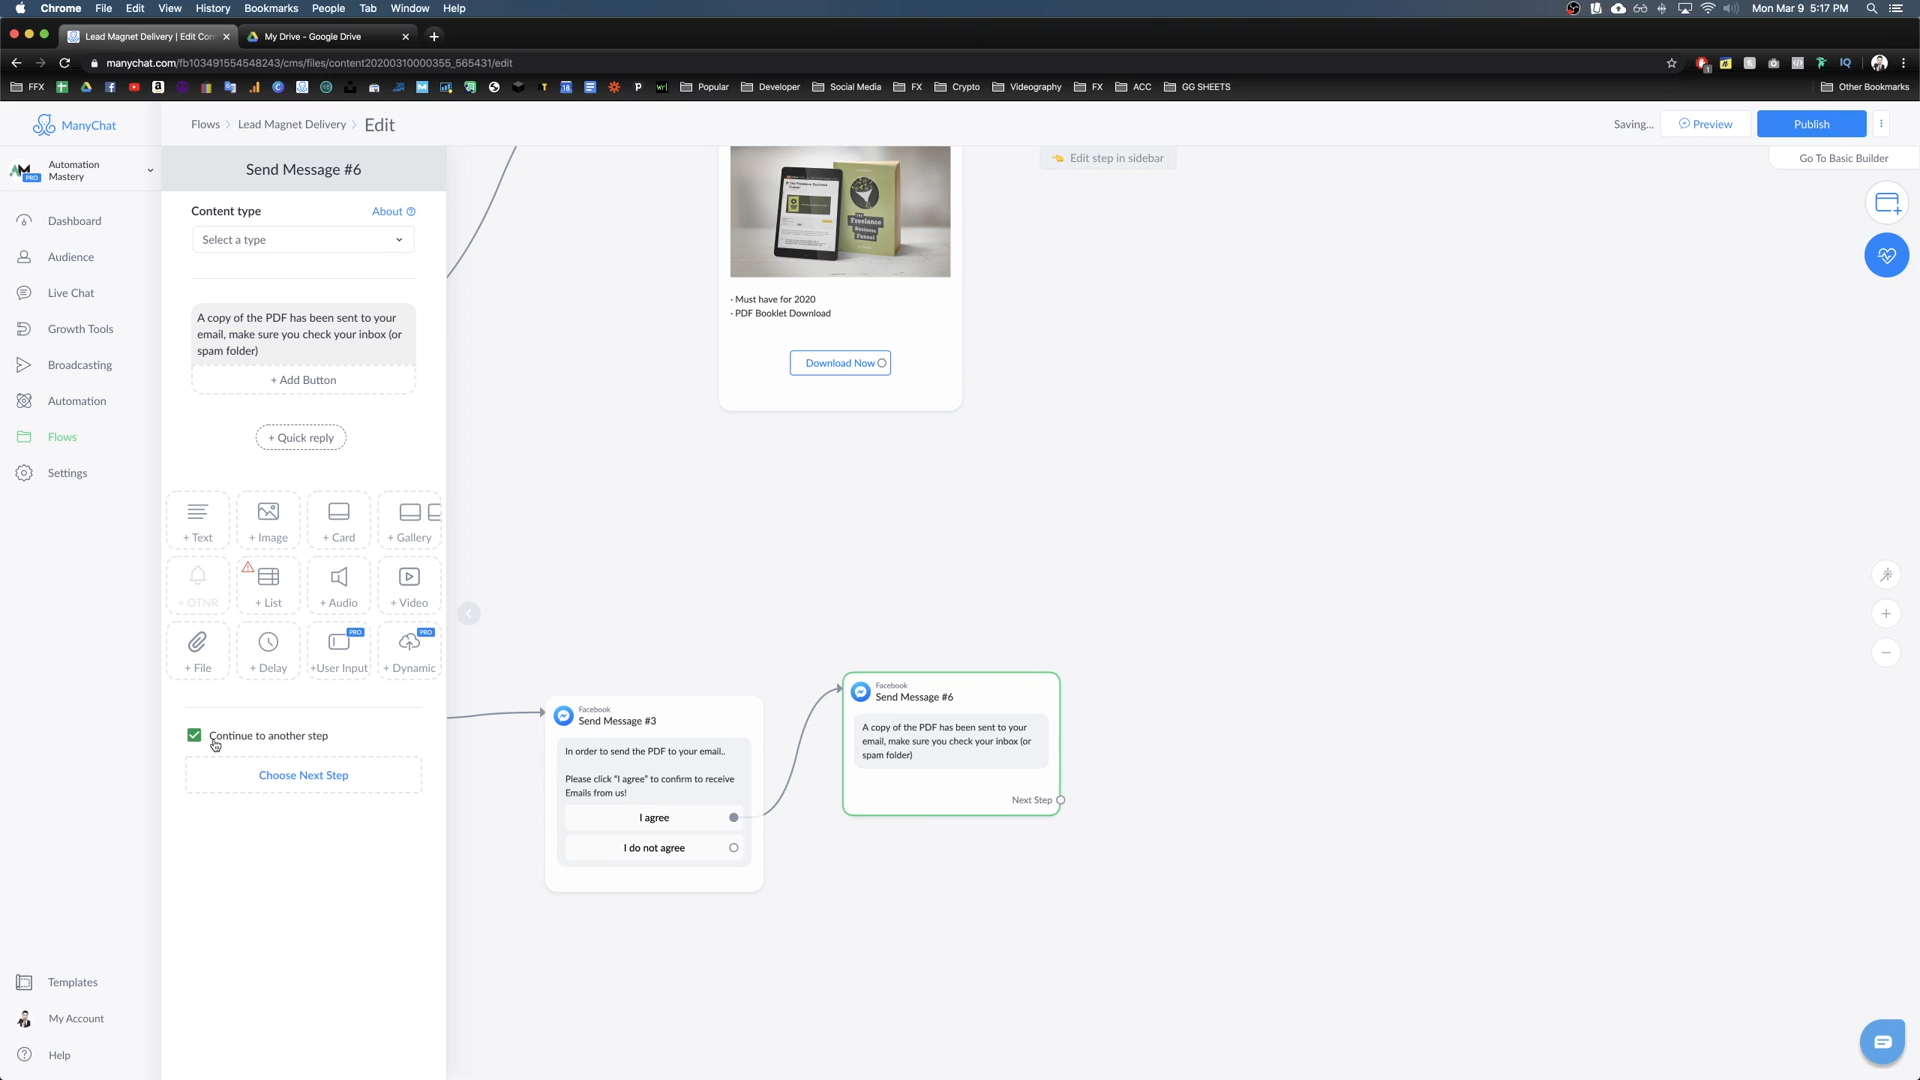 Chrome File Edit View History Bookmarks People Tab Window Help
Mon Mar 9 5:17 PM
Lead Magnet Delivery | Edit Con
My Drive - Google Drive
manychat.com/fb103491554548243/cms/files/content20200310000355_565431/edit
FFX
Popular
Developer
Social Media
FX
Crypto
Videography
FX
ACC
GG SHEETS
Other Bookmarks
ManyChat
Flows > Lead Magnet Delivery > Edit
Saving...
Preview
Publish
Automation Mastery
PRO
Send Message #6
Edit step in sidebar
Go To Basic Builder
Dashboard
Audience
Live Chat
Growth Tools
Broadcasting
Automation
Flows
Settings
Templates
My Account
Help
Content type
About
Select a type
A copy of the PDF has been sent to your
email, make sure you check your inbox (or
spam folder)
+ Add Button
+ Quick reply
+ Text
+ Image
+ Card
+ Gallery
+ OTNR
+ List
+ Audio
+ Video
+ File
+ Delay
PRO
+User Input
PRO
+ Dynamic
Continue to another step
Choose Next Step
Freelance
Business
Funnel
- Must have for 2020
- PDF Booklet Download
Download Now
Facebook
Send Message #3
In order to send the PDF to your email..
Please click "I agree" to confirm to receive
Emails from us!
I agree
I do not agree
Facebook
Send Message #6
A copy of the PDF has been sent to your
email, make sure you check your inbox (or
spam folder)
Next Step